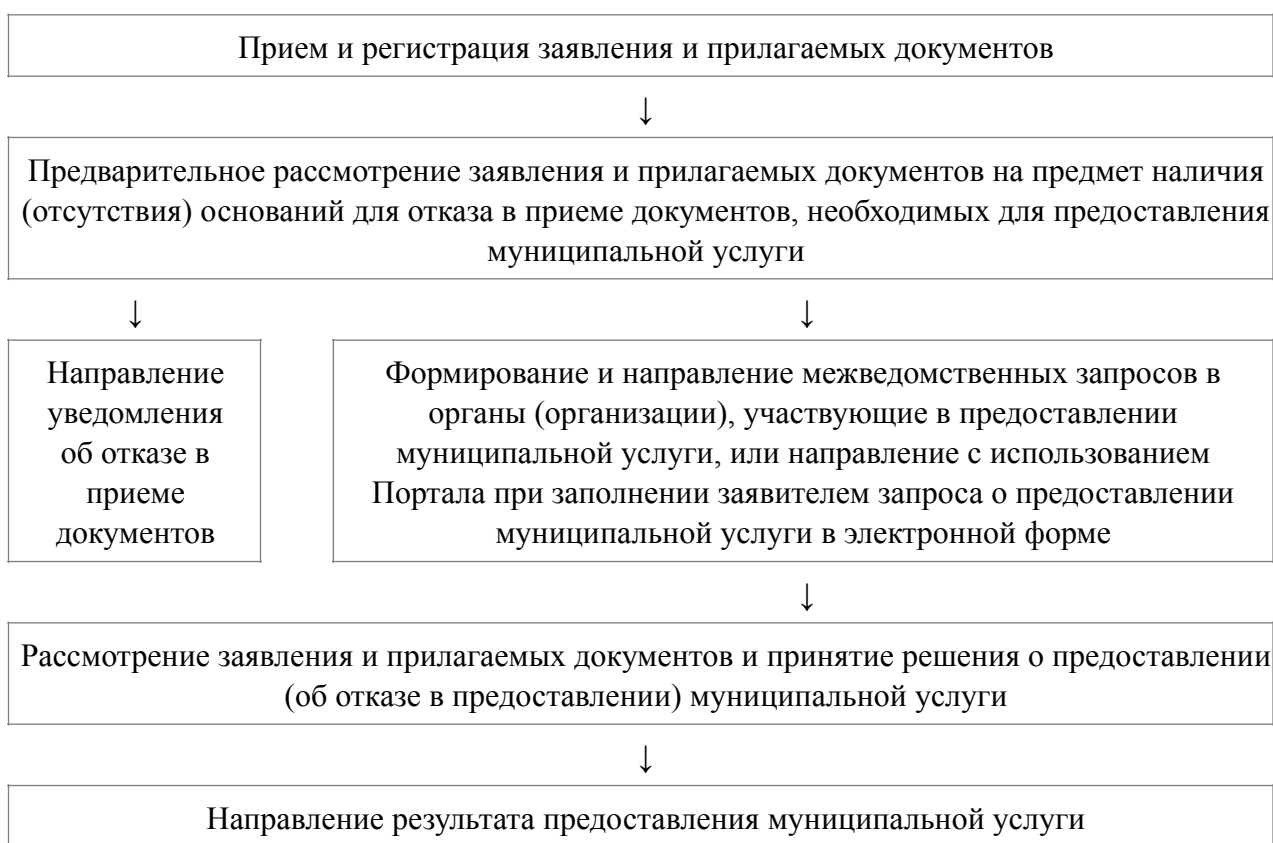 Прием и регистрация заявления и прилагаемых документов
↓
Предварительное рассмотрение заявления и прилагаемых документов на предмет наличия
(отсутствия) оснований для отказа в приеме документов, необходимых для предоставления
муниципальной услуги
↓ ↓
Направление
уведомления
об отказе в
приеме
документов
Формирование и направление межведомственных запросов в
органы (организации), участвующие в предоставлении
муниципальной услуги, или направление с использованием
Портала при заполнении заявителем запроса о предоставлении
муниципальной услуги в электронной форме
↓
Рассмотрение заявления и прилагаемых документов и принятие решения о предоставлении
(об отказе в предоставлении) муниципальной услуги
↓
Направление результата предоставления муниципальной услуги